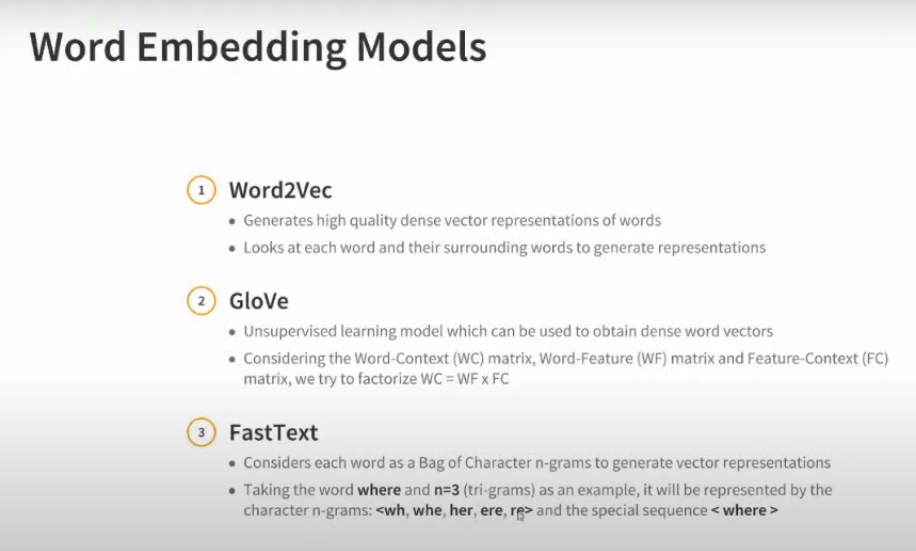 Word Embedding Models
1 Word2Vec
• Generates high quality dense vector representations of words
• Looks at each word and their surrounding words to generate representations
2 GloVe
• Unsupervised learning model which can be used to obtain dense word vectors
• Considering the Word-Context (WC) matrix, Word-Feature (WF) matrix and Feature-Context (FC)
matrix, we try to factorize WC = WF x FC
3 FastText
• Considers each word as a Bag of Character n-grams to generate vector representations
• Taking the word where and n=3 (tri-grams) as an example, it will be represented by the
character n-grams: <wh, whe, her, ere, re> and the special sequence < where >